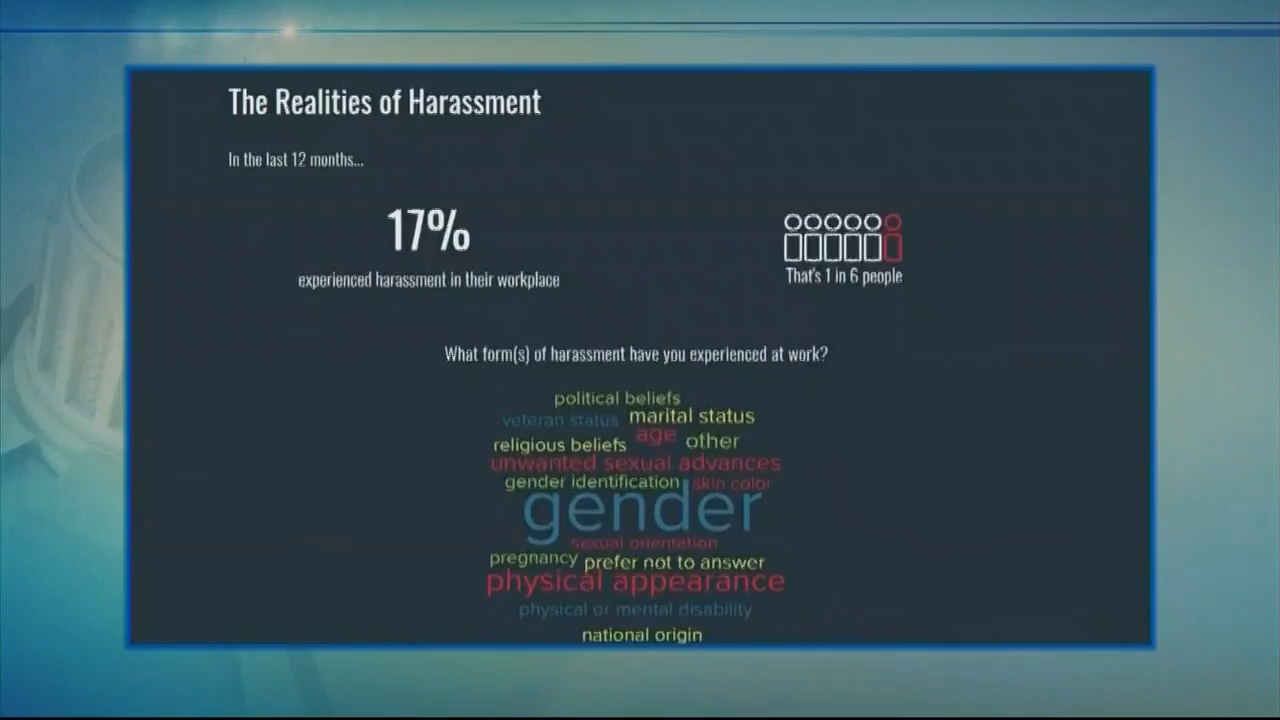 The Realities of Harassment
In the last 12 months...
17%
experienced harassment in their workplace
That's 1 in 6 people
What form(s) of harassment have you experienced at work?
political beliefs
veteran status marital status
religious beliefs age other
unwanted sexual advances
gender identification skin color
gender
sexual orientation
pregnancy prefer not to answer
physical appearance
physical or mental disability
national origin